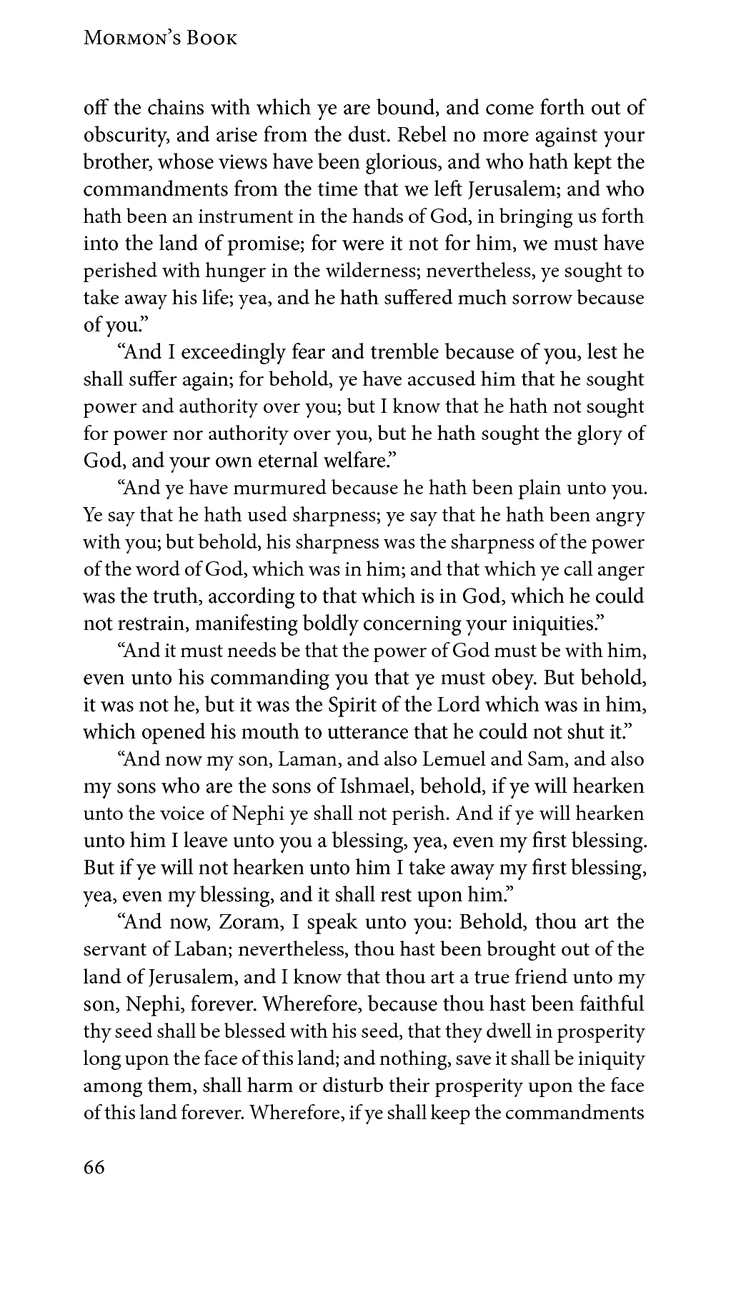 Mormon’s Book
off the chains with which ye are bound, and come forth out of
obscurity, and arise from the dust. Rebel no more against your
brother, whose views have been glorious, and who hath kept the
commandments from the time that we left Jerusalem; and who
hath been an instrument in the hands of God, in bringing us forth
into the land of promise; for were it not for him, we must have
perished with hunger in the wilderness; nevertheless, ye sought to
take away his life; yea, and he hath suffered much sorrow because
of you.”
“And I exceedingly fear and tremble because of you, lest he
shall suffer again; for behold, ye have accused him that he sought
power and authority over you; but I know that he hath not sought
for power nor authority over you, but he hath sought the glory of
God, and your own eternal welfare.”
“And ye have murmured because he hath been plain unto you.
Ye say that he hath used sharpness; ye say that he hath been angry
with you; but behold, his sharpness was the sharpness of the power
of the word of God, which was in him; and that which ye call anger
was the truth, according to that which is in God, which he could
not restrain, manifesting boldly concerning your iniquities.”
“And it must needs be that the power of God must be with him,
even unto his commanding you that ye must obey. But behold,
it was not he, but it was the Spirit of the Lord which was in him,
which opened his mouth to utterance that he could not shut it.”
“And now my son, Laman, and also Lemuel and Sam, and also
my sons who are the sons of Ishmael, behold, if ye will hearken
unto the voice of Nephi ye shall not perish. And if ye will hearken
unto him I leave unto you a blessing, yea, even my first blessing.
But if ye will not hearken unto him I take away my first blessing,
yea, even my blessing, and it shall rest upon him.”
“And now, Zoram, I speak unto you: Behold, thou art the
servant of Laban; nevertheless, thou hast been brought out of the
land of Jerusalem, and I know that thou art a true friend unto my
son, Nephi, forever. Wherefore, because thou hast been faithful
thy seed shall be blessed with his seed, that they dwell in prosperity
long upon the face of this land; and nothing, save it shall be iniquity
among them, shall harm or disturb their prosperity upon the face
of this land forever. Wherefore, if ye shall keep the commandments
66